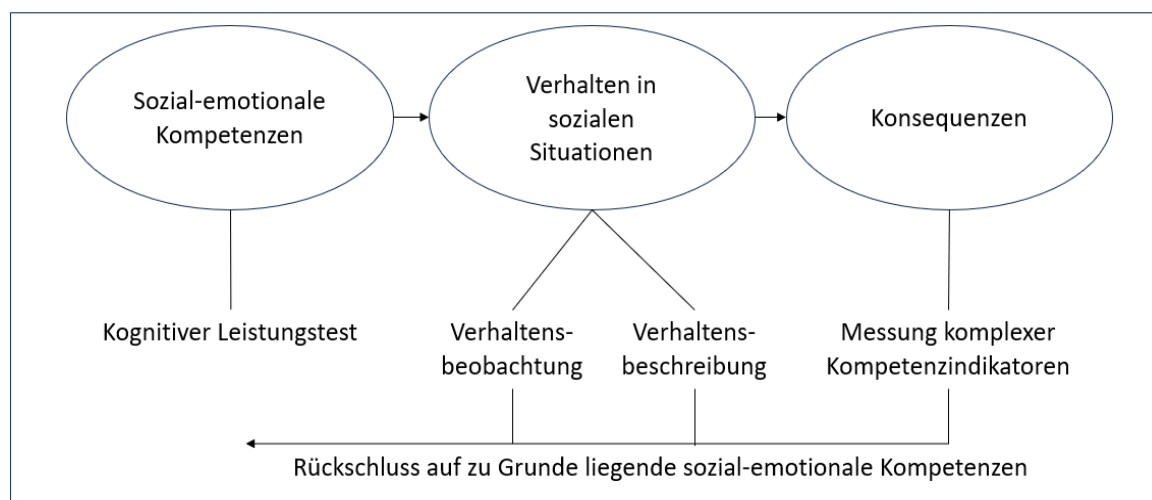 Sozial-emotionale
Kompetenzen
Verhalten in
sozialen
Situationen
Konsequenzen
Kognitiver Leistungstest
Verhaltens-
beobachtung
Verhaltens-
beschreibung
Messung komplexer
Kompetenzindikatoren
Rückschluss auf zu Grunde liegende sozial-emotionale Kompetenzen